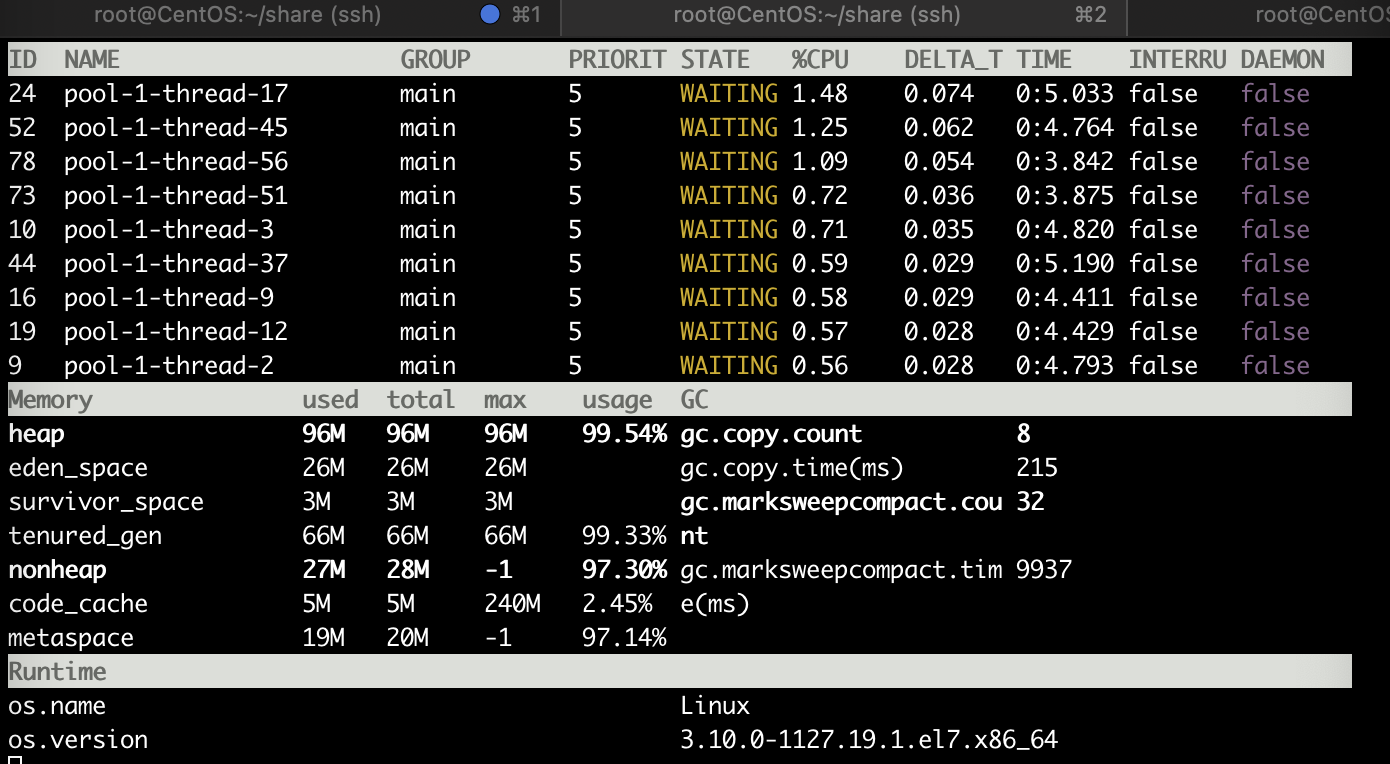 root@CentOS:~/share (ssh) ⌘1 root@CentOS:~/share (ssh) ⌘2 root@CentOS
ID NAME GROUP PRIORIT STATE %CPU DELTA_T TIME INTERRU DAEMON
24 pool-1-thread-17 main 5 WAITING 1.48 0.074 0:5.033 false false
52 pool-1-thread-45 main 5 WAITING 1.25 0.062 0:4.764 false false
78 pool-1-thread-56 main 5 WAITING 1.09 0.054 0:3.842 false false
73 pool-1-thread-51 main 5 WAITING 0.72 0.036 0:3.875 false false
10 pool-1-thread-3 main 5 WAITING 0.71 0.035 0:4.820 false false
44 pool-1-thread-37 main 5 WAITING 0.59 0.029 0:5.190 false false
16 pool-1-thread-9 main 5 WAITING 0.58 0.029 0:4.411 false false
19 pool-1-thread-12 main 5 WAITING 0.57 0.028 0:4.429 false false
9 pool-1-thread-2 main 5 WAITING 0.56 0.028 0:4.793 false false
Memory used total max usage GC
heap 96M 96M 96M 99.54% gc.copy.count 8
eden_space 26M 26M 26M gc.copy.time(ms) 215
survivor_space 3M 3M 3M gc.marksweepcompact.cou 32
tenured_gen 66M 66M 66M 99.33% nt
nonheap 27M 28M -1 97.30% gc.marksweepcompact.tim 9937
code_cache 5M 5M 240M 2.45% e(ms)
metaspace 19M 20M -1 97.14%
Runtime
os.name Linux
os.version 3.10.0-1127.19.1.el7.x86_64